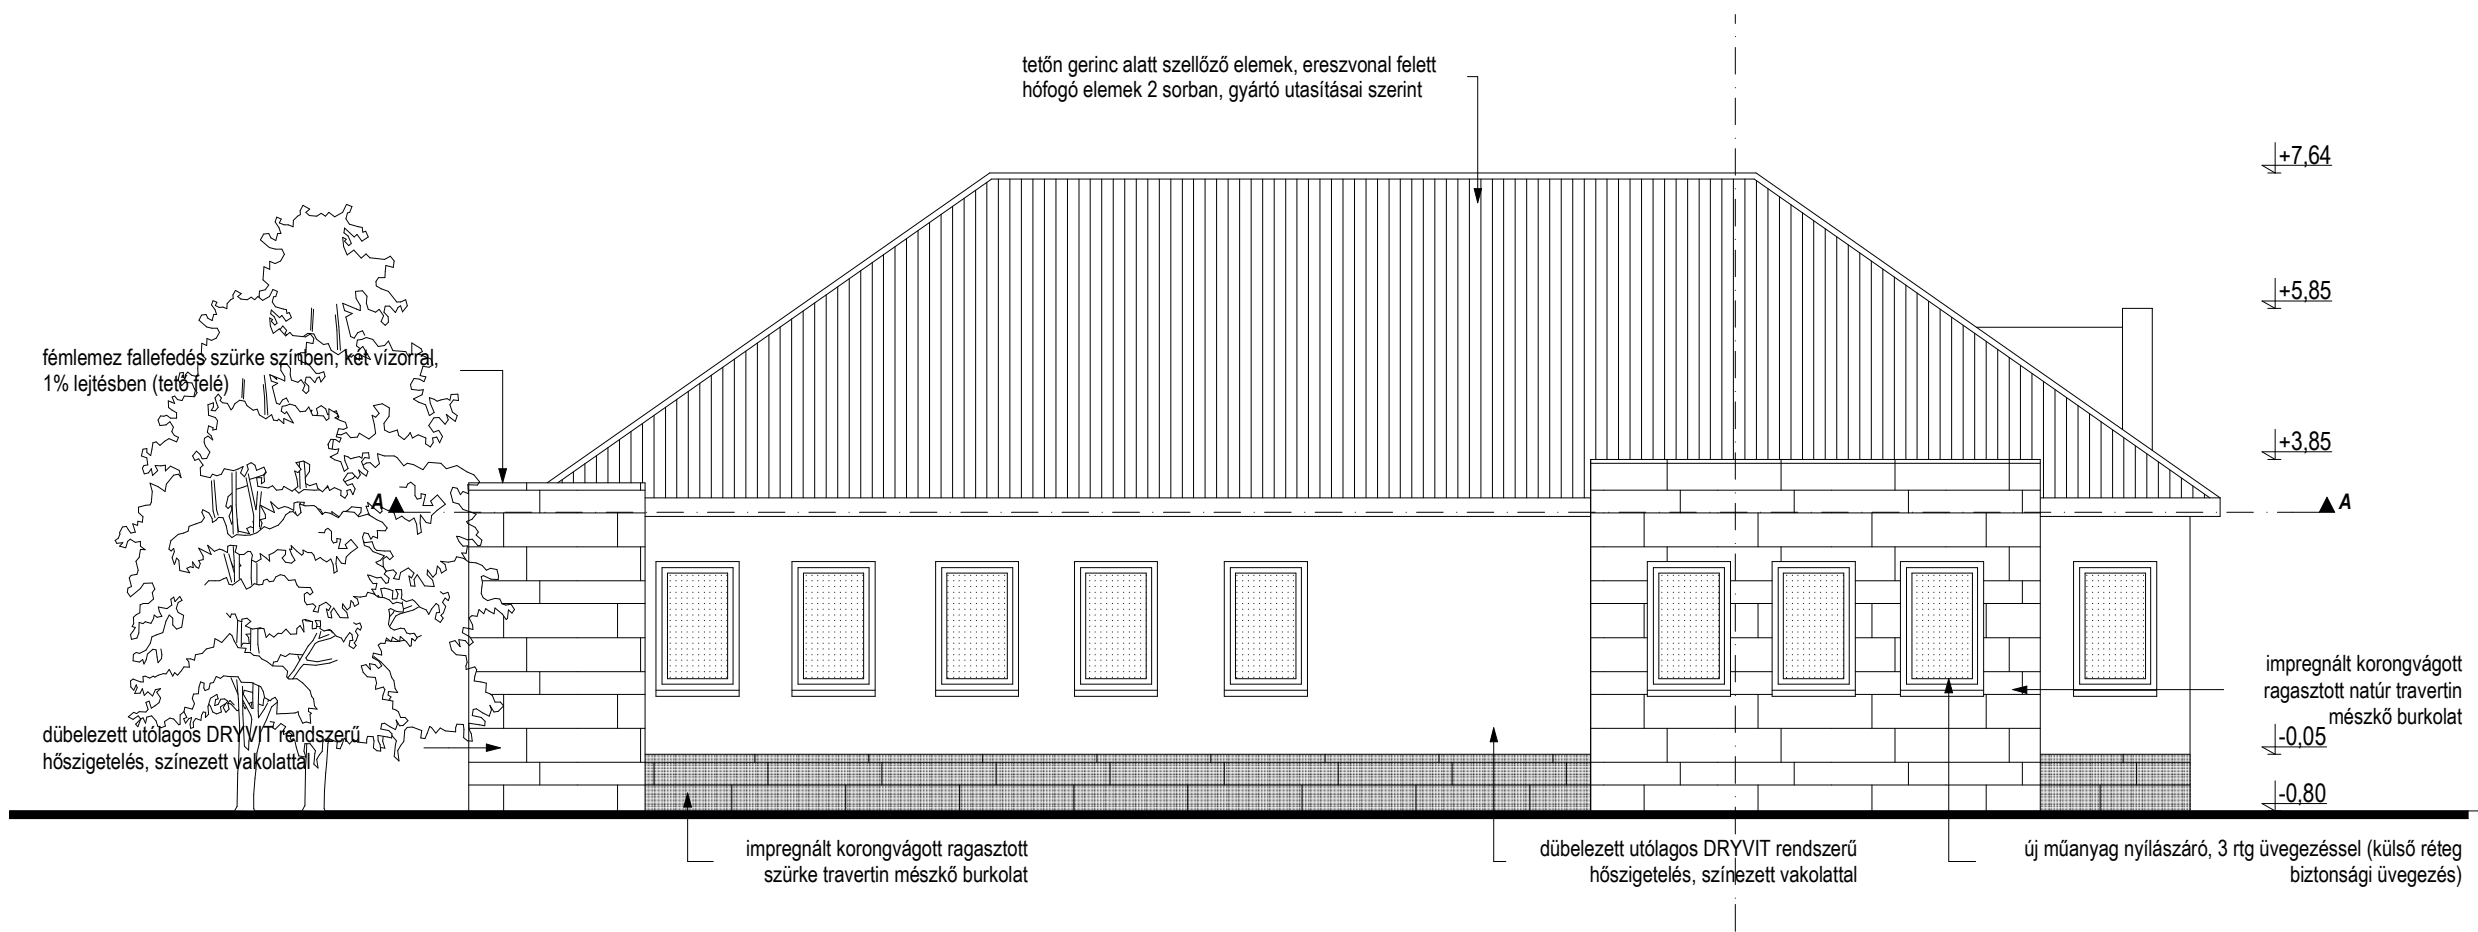 tetőn gerinc alatt szellőző elemek, ereszvonal felett
hófogó elemek 2 sorban, gyártó utasításai szerint
+7,64
+5,85
fémlemez fallefedés szürke színben, két vízorral,
1% lejtésben (tető felé)
+3,85
A
A
impregnált korongvágott
ragasztott natúr travertin
mészkő burkolat
dübelezett utólagos DRYVIT rendszerű
hőszigetelés, színezett vakolattal
-0,05
-0,80
impregnált korongvágott ragasztott
szürke travertin mészkő burkolat
dübelezett utólagos DRYVIT rendszerű
hőszigetelés, színezett vakolattal
új műanyag nyílászáró, 3 rtg üvegezéssel (külső réteg
biztonsági üvegezés)